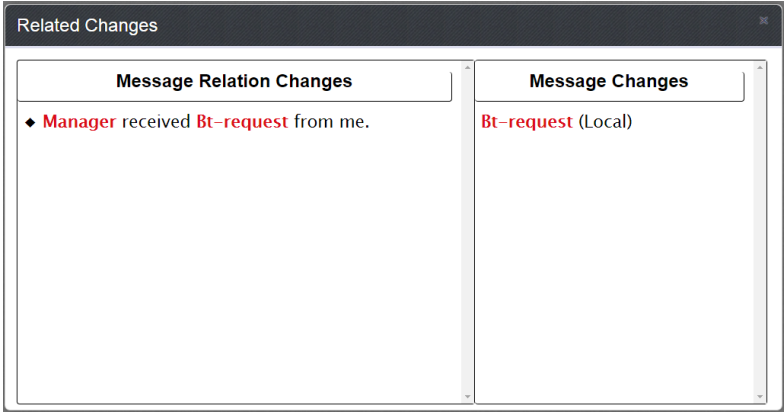 Related Changes
Message Relation Changes
Message Changes
◆ Manager received Bt-request from me.
Bt-request (Local)